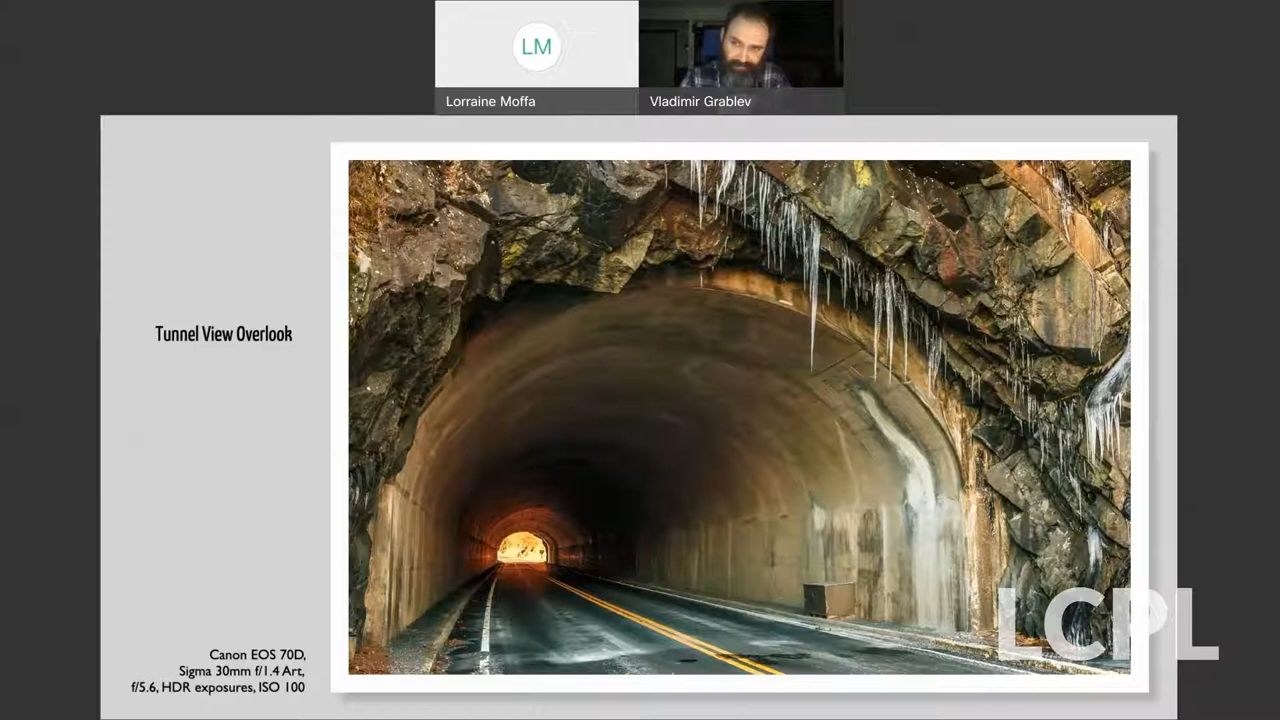 LM
Lorraine Moffa
Vladimir Grablev
Tunnel View Overlook
Canon EOS 70D,
Sigma 30mm f/1.4 Art,
f/5.6, HDR exposures, ISO 100
LCPL